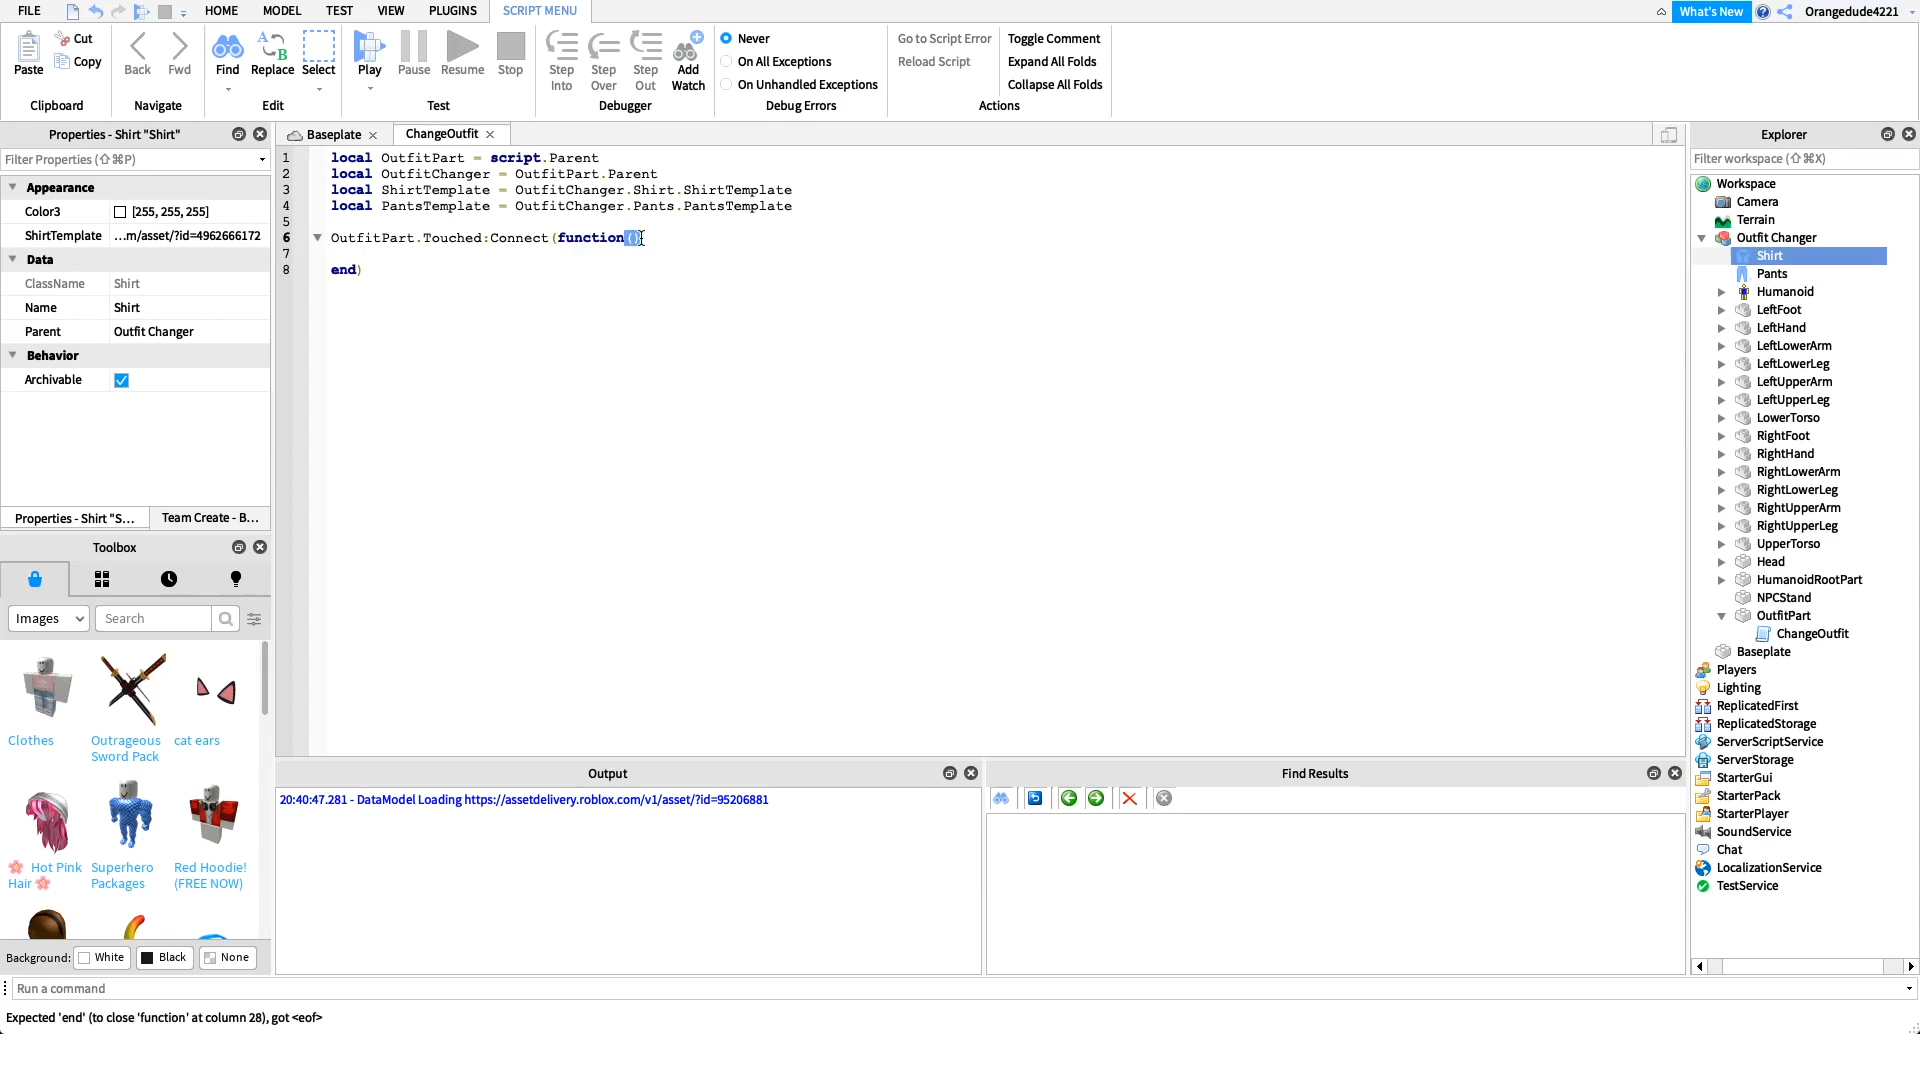 FILE HOME MODEL TEST VIEW PLUGINS SCRIPT MENU What's New Orangedude4221
Paste Cut Copy Back Fwd Find Replace Select Play Pause Resume Stop Step Into Step Over Step Out Add Watch
Never
On All Exceptions
On Unhandled Exceptions
Go to Script Error
Reload Script
Toggle Comment
Expand All Folds
Collapse All Folds
Clipboard Navigate Edit Test Debugger Debug Errors Actions
Properties - Shirt "Shirt"
Filter Properties (⇧⌘P)
Appearance
Color3 [255, 255, 255]
ShirtTemplate ...m/asset/?id=4962666172
Data
ClassName Shirt
Name Shirt
Parent Outfit Changer
Behavior
Archivable
Properties - Shirt "S... Team Create - B...
Toolbox
Images Search
Clothes
Outrageous Sword Pack
cat ears
Hot Pink Hair
Superhero Packages
Red Hoodie! (FREE NOW)
Background: White Black None
Baseplate ChangeOutfit
1 local OutfitPart = script.Parent
2 local OutfitChanger = OutfitPart.Parent
3 local ShirtTemplate = OutfitChanger.Shirt.ShirtTemplate
4 local PantsTemplate = OutfitChanger.Pants.PantsTemplate
5
6 OutfitPart.Touched:Connect(function()
7
8 end)
Output
20:40:47.281 - DataModel Loading https://assetdelivery.roblox.com/v1/asset/?id=95206881
Find Results
Explorer
Filter workspace (⇧⌘X)
Workspace
Camera
Terrain
Outfit Changer
Shirt
Pants
Humanoid
LeftFoot
LeftHand
LeftLowerArm
LeftLowerLeg
LeftUpperArm
LeftUpperLeg
LowerTorso
RightFoot
RightHand
RightLowerArm
RightLowerLeg
RightUpperArm
RightUpperLeg
UpperTorso
Head
HumanoidRootPart
NPCStand
OutfitPart
ChangeOutfit
Baseplate
Players
Lighting
ReplicatedFirst
ReplicatedStorage
ServerScriptService
ServerStorage
StarterGui
StarterPack
StarterPlayer
SoundService
Chat
LocalizationService
TestService
Run a command
Expected 'end' (to close 'function' at column 28), got <eof>